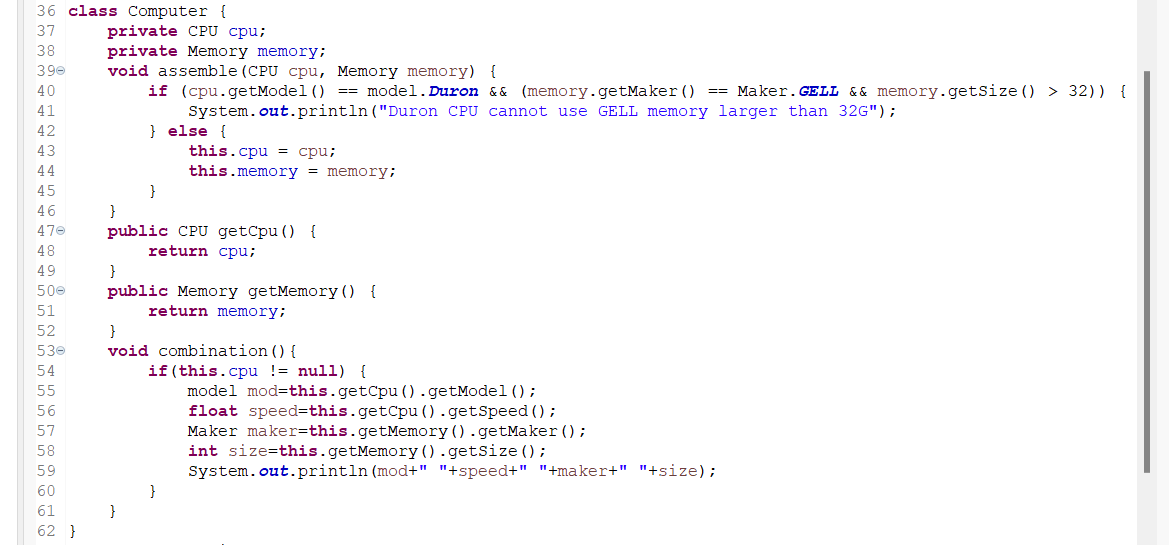 36 class Computer {
37     private CPU cpu;
38     private Memory memory;
39     void assemble(CPU cpu, Memory memory) {
40         if (cpu.getModel() == model.Duron && (memory.getMaker() == Maker.GELL && memory.getSize() > 32)) {
41             System.out.println("Duron CPU cannot use GELL memory larger than 32G");
42         } else {
43             this.cpu = cpu;
44             this.memory = memory;
45         }
46     }
47     public CPU getCpu() {
48         return cpu;
49     }
50     public Memory getMemory() {
51         return memory;
52     }
53     void combination(){
54         if(this.cpu != null) {
55             model mod=this.getCpu().getModel();
56             float speed=this.getCpu().getSpeed();
57             Maker maker=this.getMemory().getMaker();
58             int size=this.getMemory().getSize();
59             System.out.println(mod+" "+speed+" "+maker+" "+size);
60         }
61     }
62 }